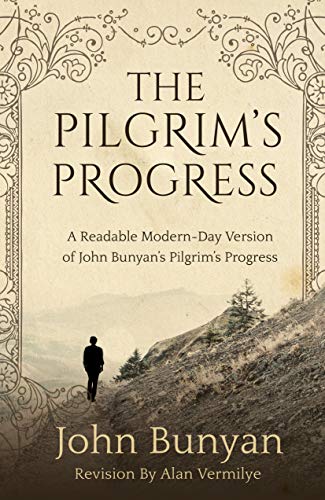 THE
PILGRIM'S
PROGRESS
A Readable Modern-Day Version
of John Bunyan's Pilgrim's Progress
John Bunyan
Revision By Alan Vermilye